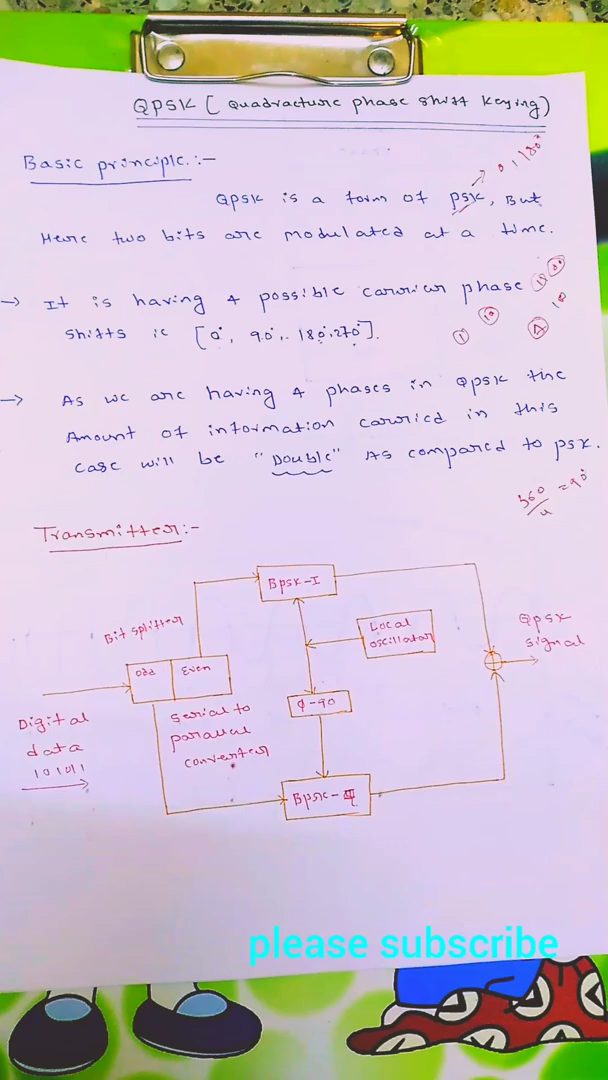 QPSK [ Quadracture phase shift keying)
Basic principle.:-
0, 180°
QPSK is a form of psk, But
Here two bits are modulated at a time.
→ It is having 4 possible carrier phase
shifts ie [0°, 90°, 180°, 270°].
→ As we are having 4 phases in QPSK the
Amount of information carried in this
case will be "Double" As compared to psk.
360/4 = 90°
Transmitter:-
Bpsk-I
Bit splitter
Local
oscillator
QPSK
signal
odd Even
Φ-90
Digital
data
101011
serial to
parallel
converter
Bpsk-II
please subscribe